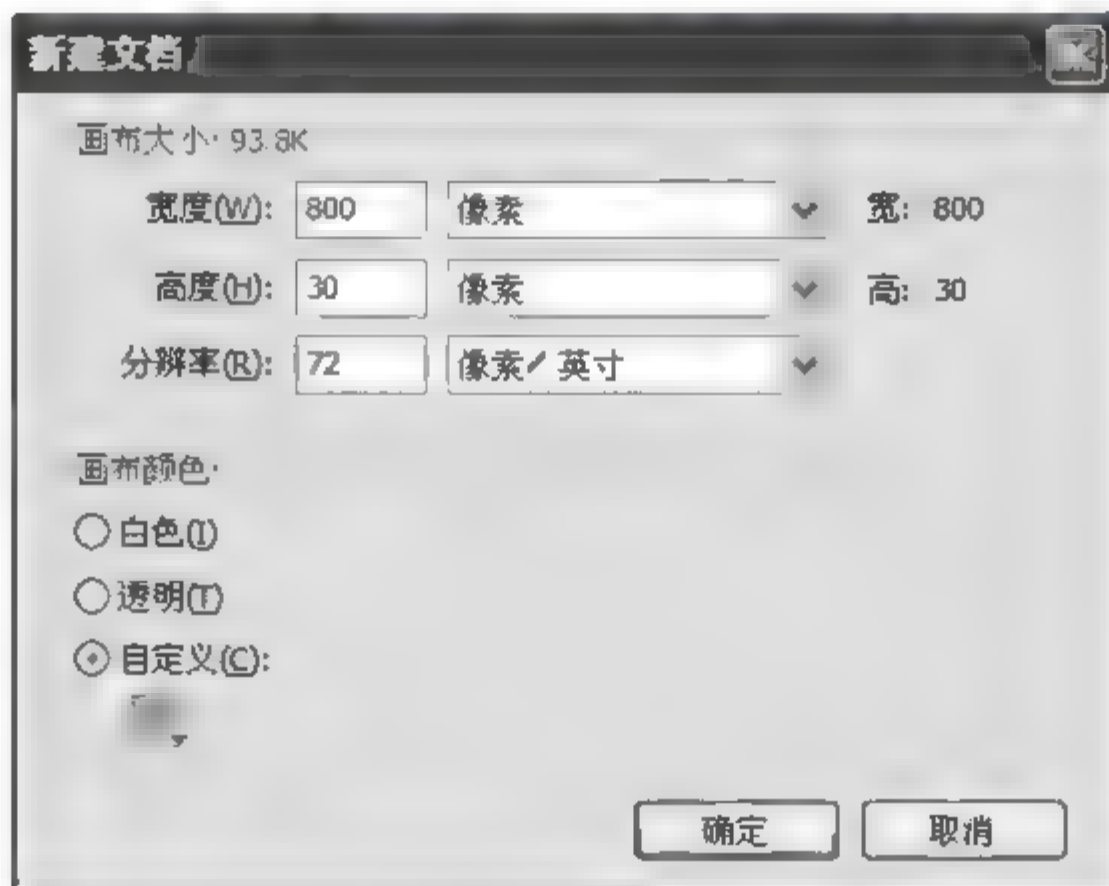 新建文档
画布大小: 93.8K
宽度(W): 800 像素 宽: 800
高度(H): 30 像素 高: 30
分辨率(R): 72 像素/英寸
画布颜色:
白色(I)
透明(T)
自定义(C):
确定 取消